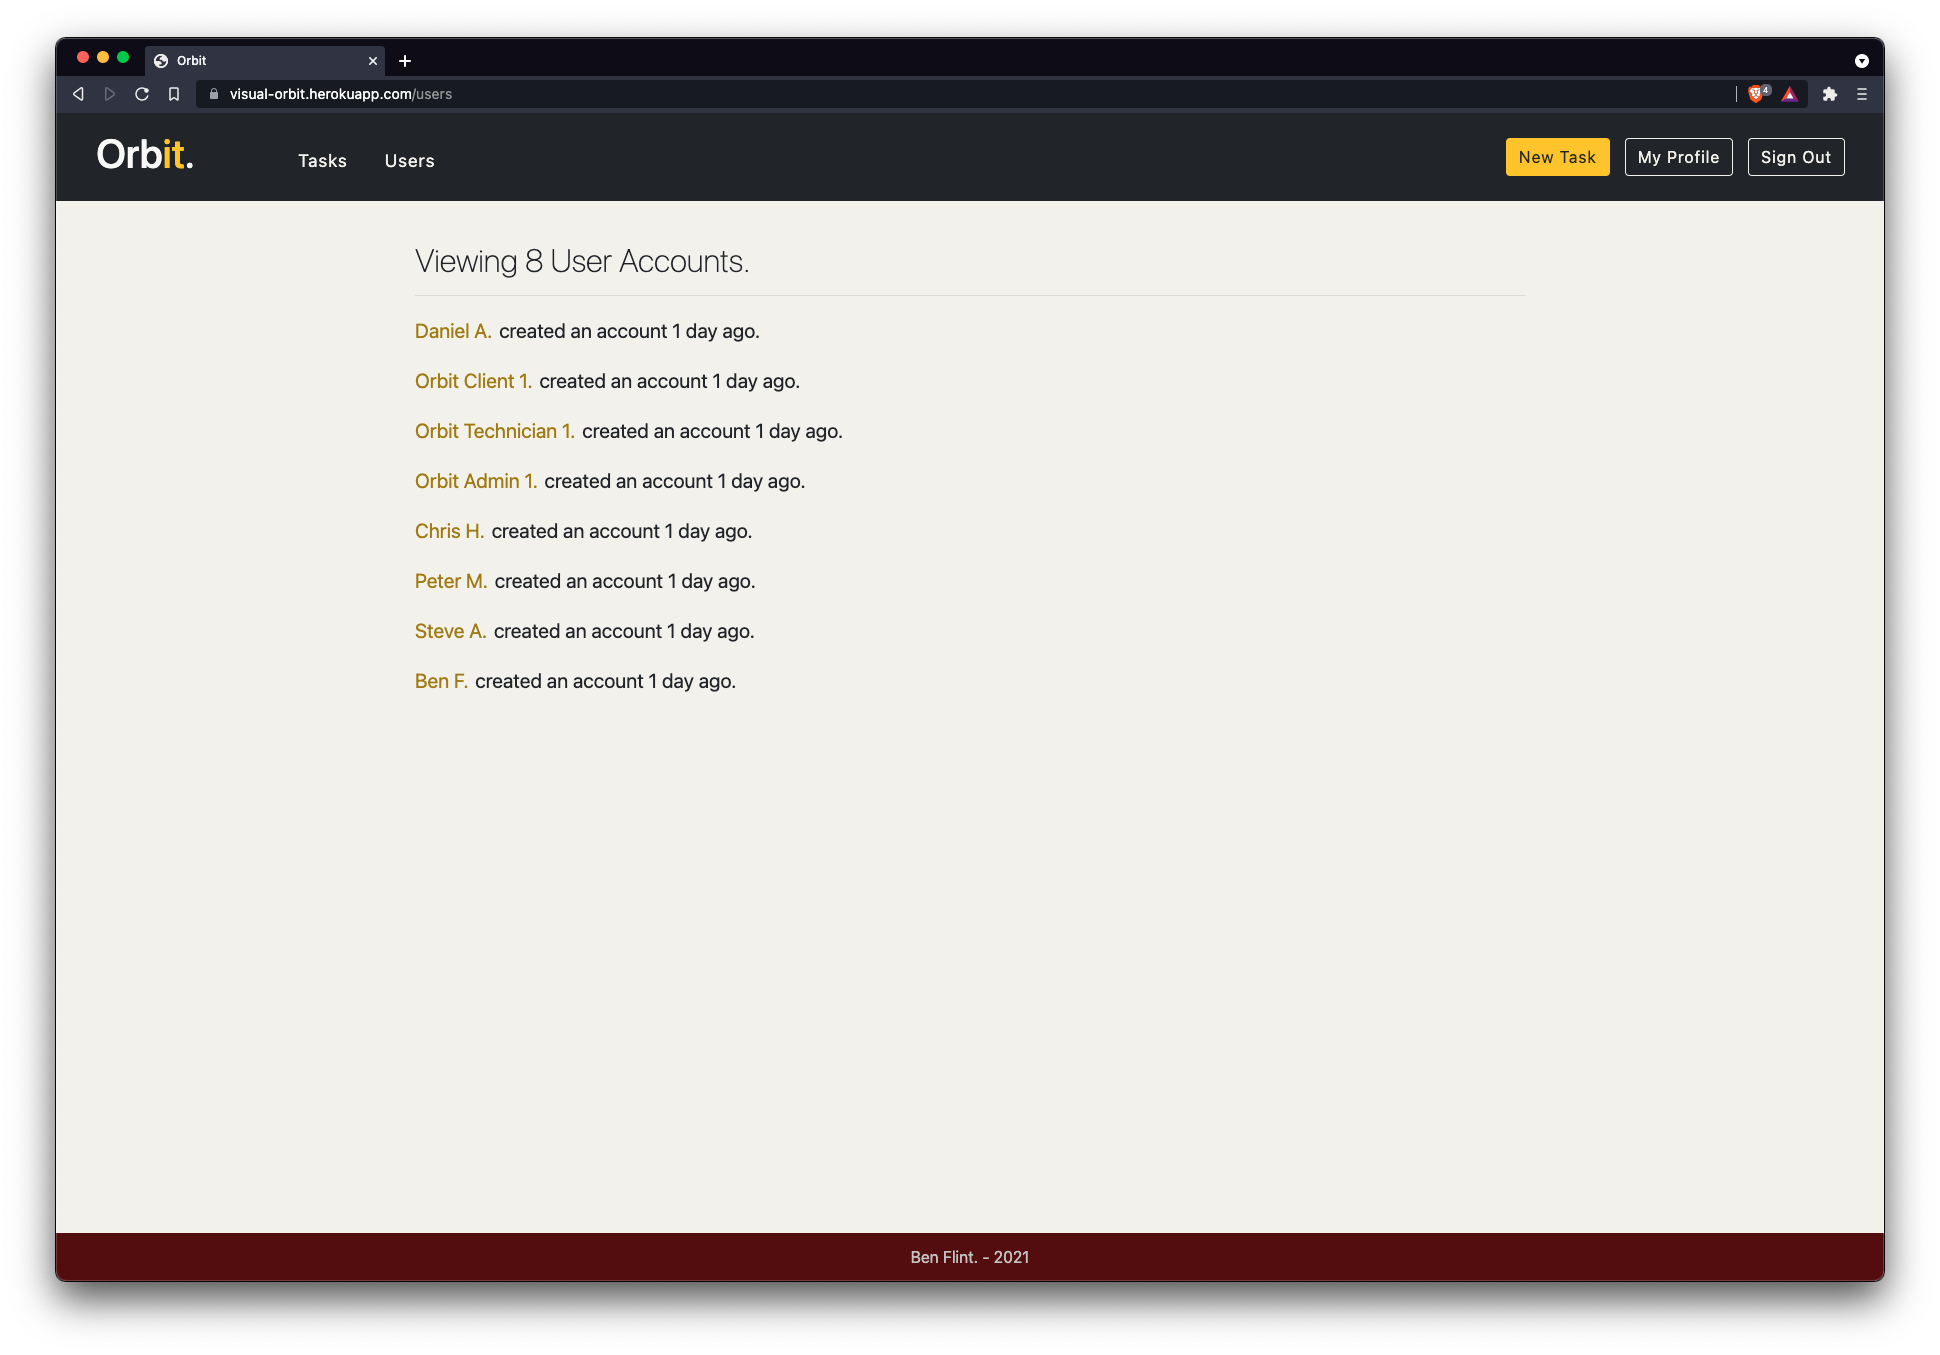 Orbit
visual-orbit.herokuapp.com/users
4
Orbit.
Tasks
Users
New Task
My Profile
Sign Out
Viewing 8 User Accounts.
Daniel A. created an account 1 day ago.
Orbit Client 1. created an account 1 day ago.
Orbit Technician 1. created an account 1 day ago.
Orbit Admin 1. created an account 1 day ago.
Chris H. created an account 1 day ago.
Peter M. created an account 1 day ago.
Steve A. created an account 1 day ago.
Ben F. created an account 1 day ago.
Ben Flint. - 2021